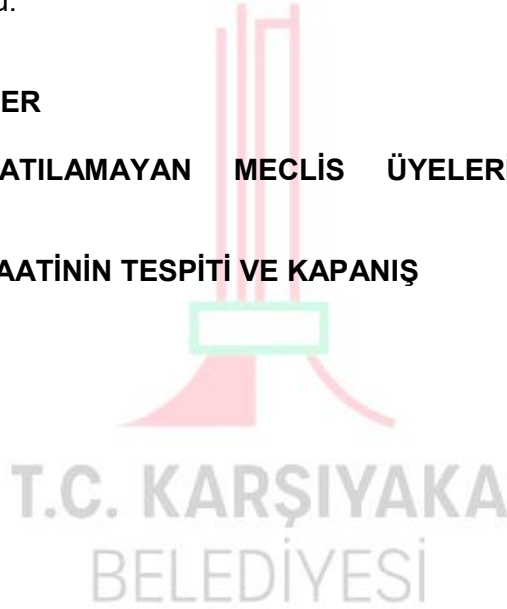 u.
ER
ATILAMAYAN MECLİS ÜYELERİ
AATİNİN TESPİTİ VE KAPANIŞ
T.C. KARŞIYAKA
BELEDİYESİ